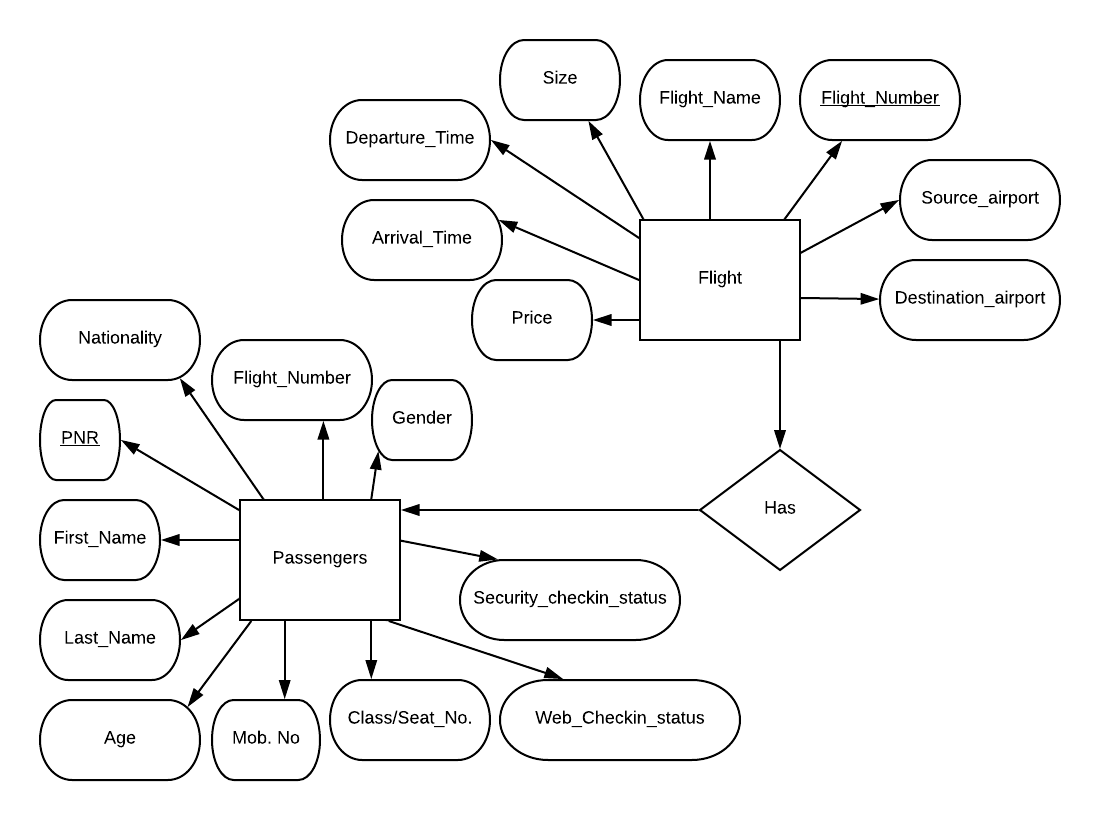 Size
Flight_Name
Flight_Number
Departure_Time
Source_airport
Arrival_Time
Flight
Destination_airport
Price
Nationality
Flight_Number
Gender
PNR
Has
First_Name
Passengers
Security_checkin_status
Last_Name
Age
Mob. No
Class/Seat_No.
Web_Checkin_status